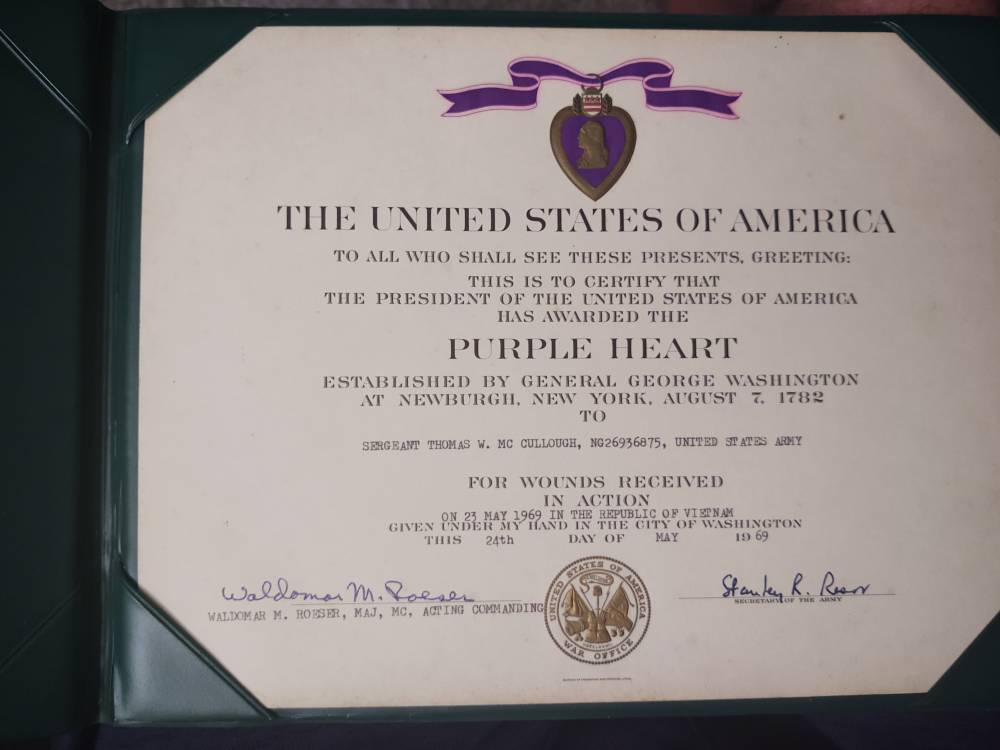 THE UNITED STATES OF AMERICA
TO ALL WHO SHALL SEE THESE PRESENTS, GREETING:
THIS IS TO CERTIFY THAT
THE PRESIDENT OF THE UNITED STATES OF AMERICA
HAS AWARDED THE
PURPLE HEART
ESTABLISHED BY GENERAL GEORGE WASHINGTON
AT NEWBURGH, NEW YORK, AUGUST 7, 1782
TO
SERGEANT THOMAS W. MC CULLOUGH, NG26936875, UNITED STATES ARMY
FOR WOUNDS RECEIVED
IN ACTION
ON 23 MAY 1969 IN THE REPUBLIC OF VIETNAM
GIVEN UNDER MY HAND IN THE CITY OF WASHINGTON
THIS 24th DAY OF MAY 1969
Waldomar M. Roeser
WALDOMAR M. ROESER, MAJ, MC, ACTING COMMANDING
UNITED STATES OF AMERICA
WAR OFFICE
Stanley R. Resor
SECRETARY OF THE ARMY